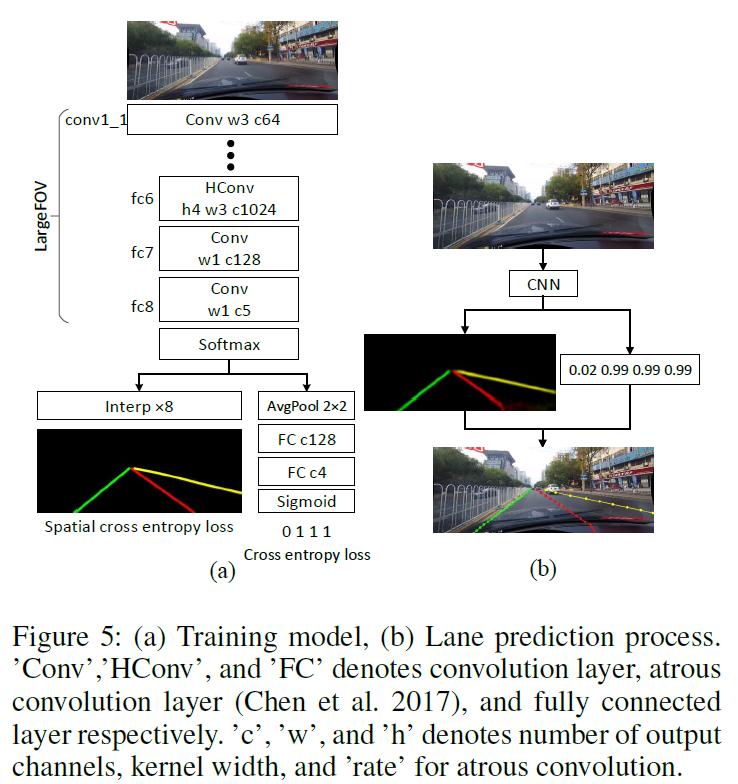 conv1_1
Conv w3 c64
LargeFOV
fc6
HConv
h4 w3 c1024
fc7
Conv
w1 c128
fc8
Conv
w1 c5
Softmax
Interp ×8
AvgPool 2×2
FC c128
FC c4
Sigmoid
Spatial cross entropy loss
0 1 1 1
Cross entropy loss
(a)
CNN
0.02 0.99 0.99 0.99
(b)
Figure 5: (a) Training model, (b) Lane prediction process.
’Conv’,’HConv’, and ’FC’ denotes convolution layer, atrous
convolution layer (Chen et al. 2017), and fully connected
layer respectively. ’c’, ’w’, and ’h’ denotes number of output
channels, kernel width, and ’rate’ for atrous convolution.